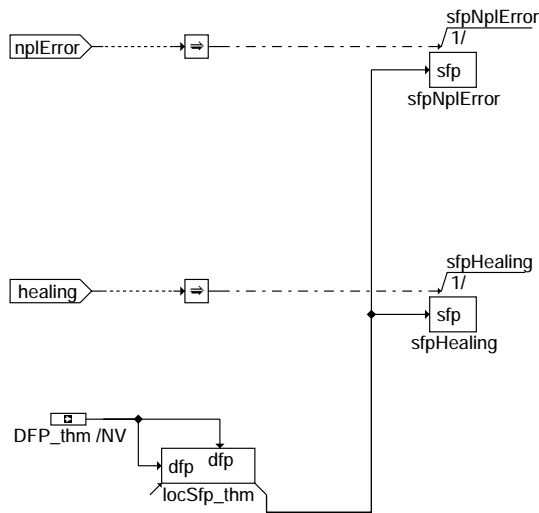 sfpNplError
1/
nplError
⇒
sfp
sfpNplError
sfpHealing
1/
healing
⇒
sfp
sfpHealing
DFP_thm /NV
dfp
dfp
locSfp_thm